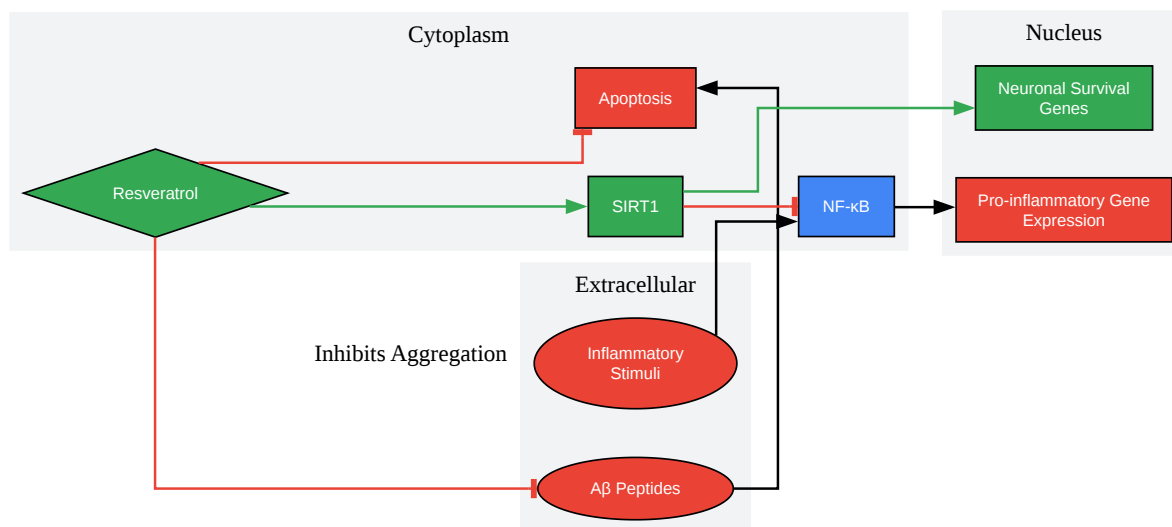 Cytoplasm
Nucleus
Apoptosis
Neuronal Survival
Genes
Resveratrol
SIRT1
NF-κB
Pro-inflammatory Gene
Expression
Extracellular
Inhibits Aggregation
Inflammatory
Stimuli
Aβ Peptides